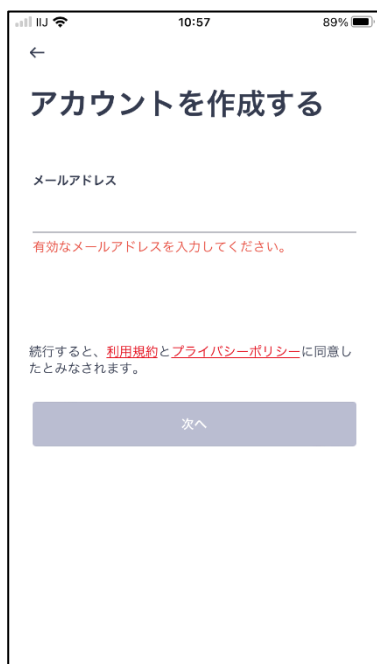 IIJ 10:57 89%
←
アカウントを作成する
メールアドレス
有効なメールアドレスを入力してください。
続行すると、利用規約とプライバシーポリシーに同意し
たとみなされます。
次へ